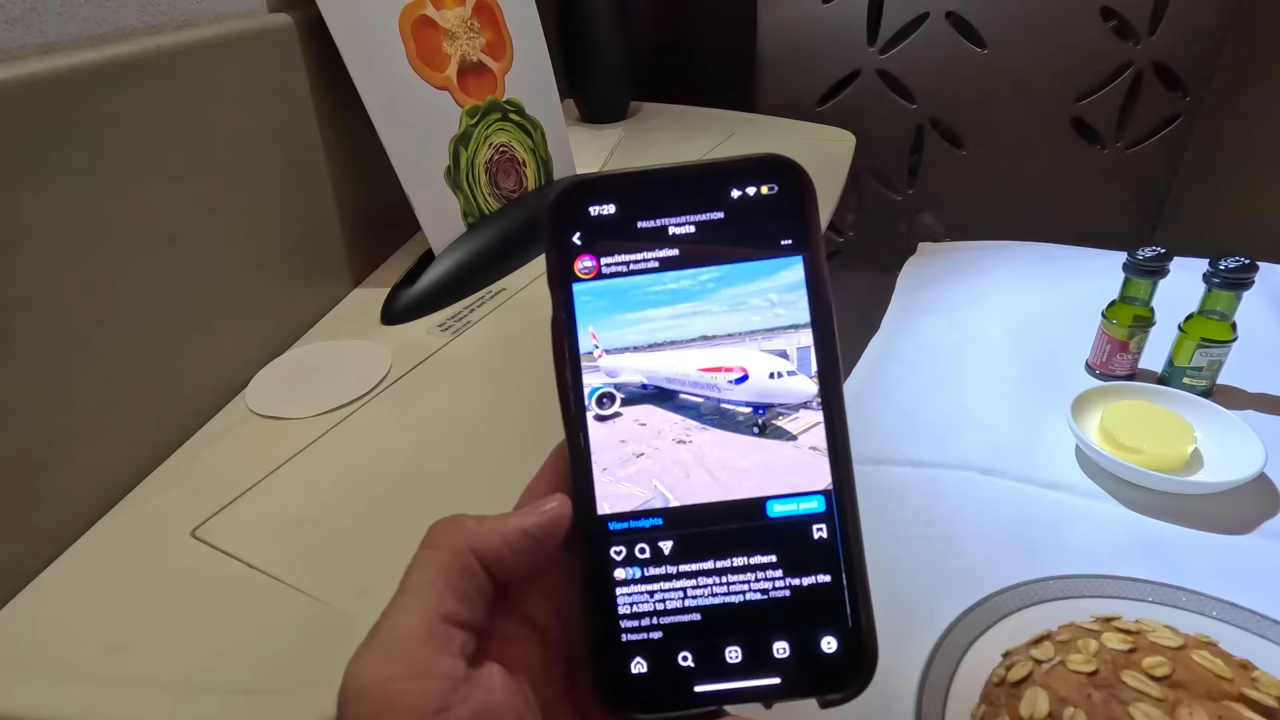 17:29
PAULSTEWARTAVIATION
Posts
paulstewartaviation
Sydney, Australia
BRITISH AIRWAYS
View Insights
Boost post
Liked by mcerroti and 201 others
paulstewartaviation She's a beauty in that
@british_airways livery! Not mine today as I've got the
SQ A380 to SIN! #britishairways #ba... more
View all 4 comments
3 hours ago